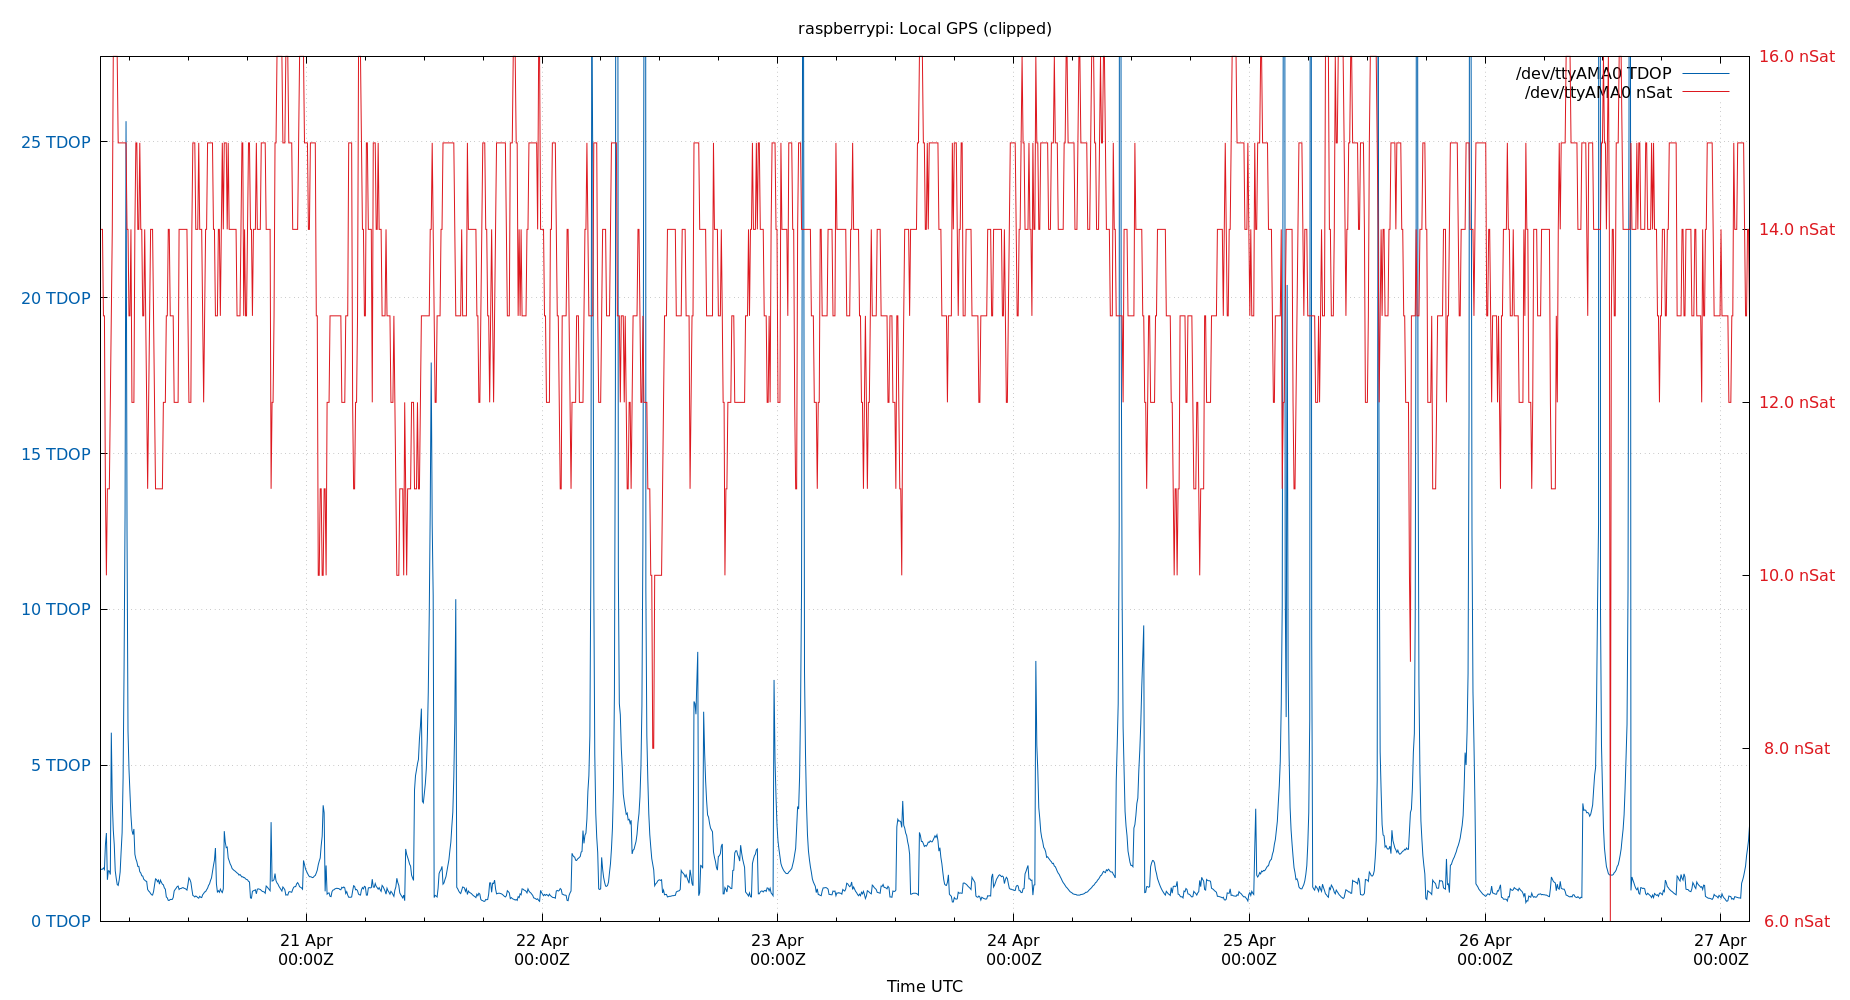 raspberrypi: Local GPS (clipped)
/dev/ttyAMA0 TDOP
/dev/ttyAMA0 nSat
25 TDOP
20 TDOP
15 TDOP
10 TDOP
5 TDOP
0 TDOP
16.0 nSat
14.0 nSat
12.0 nSat
10.0 nSat
8.0 nSat
6.0 nSat
21 Apr 22 Apr 23 Apr 24 Apr 25 Apr 26 Apr 27 Apr
00:00Z 00:00Z 00:00Z 00:00Z 00:00Z 00:00Z 00:00Z
Time UTC